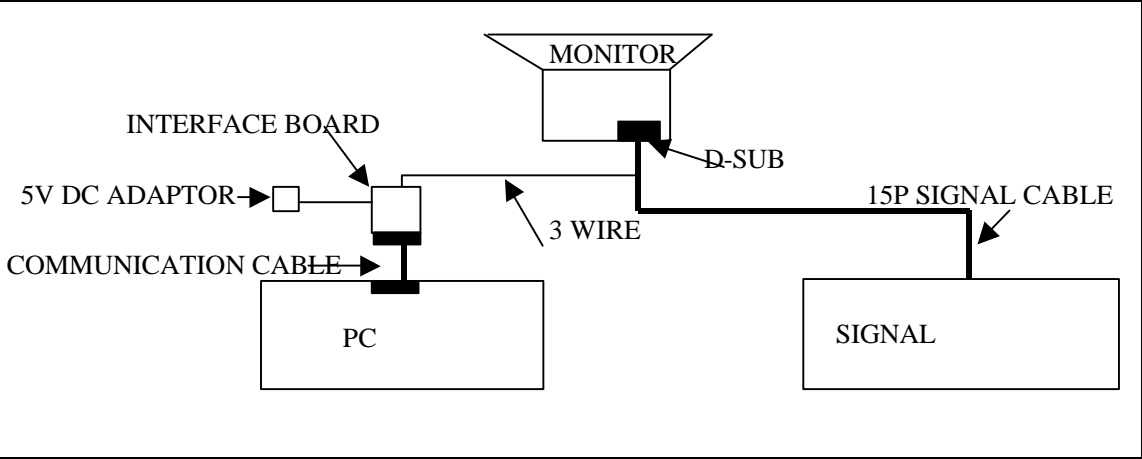 MONITOR
INTERFACE BOARD
D-SUB
5V DC ADAPTOR
15P SIGNAL CABLE
3 WIRE
COMMUNICATION CABLE
PC
SIGNAL